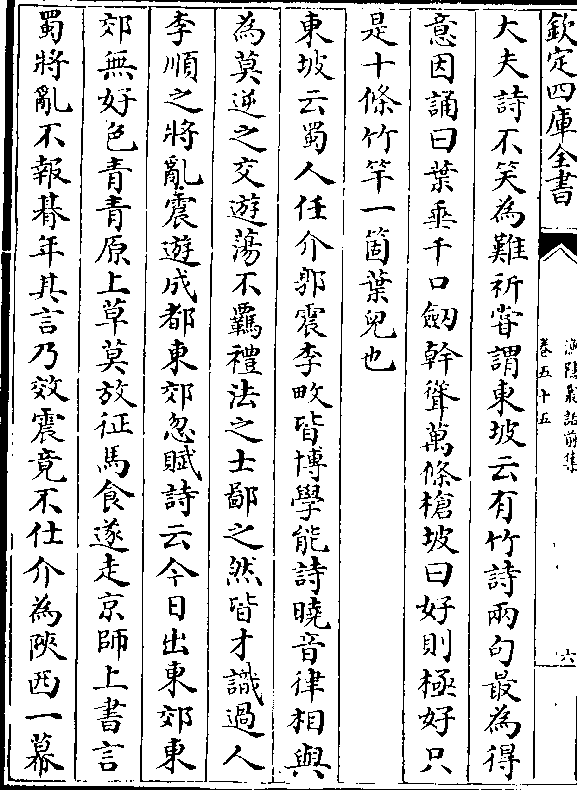 欽定四庫全書
漁隱叢話前集
卷五十五
六
大夫詩不笑為難祈嘗謂東坡云有竹詩兩句最為得
意因誦曰葉垂千口劔幹聳萬條槍坡曰好則極好只
是十條竹竿一箇葉兒也
東坡云蜀人任介郭震李畋皆博學能詩曉音律相與
為莫逆之交遊蕩不羈禮法之士鄙之然皆才識過人
李順之將亂震遊成都東郊忽賦詩云今日出東郊東
郊無好色青青原上草莫放征馬食遂走京師上書言
蜀將亂不報朞年其言乃效震竟不仕介為陜西一幕